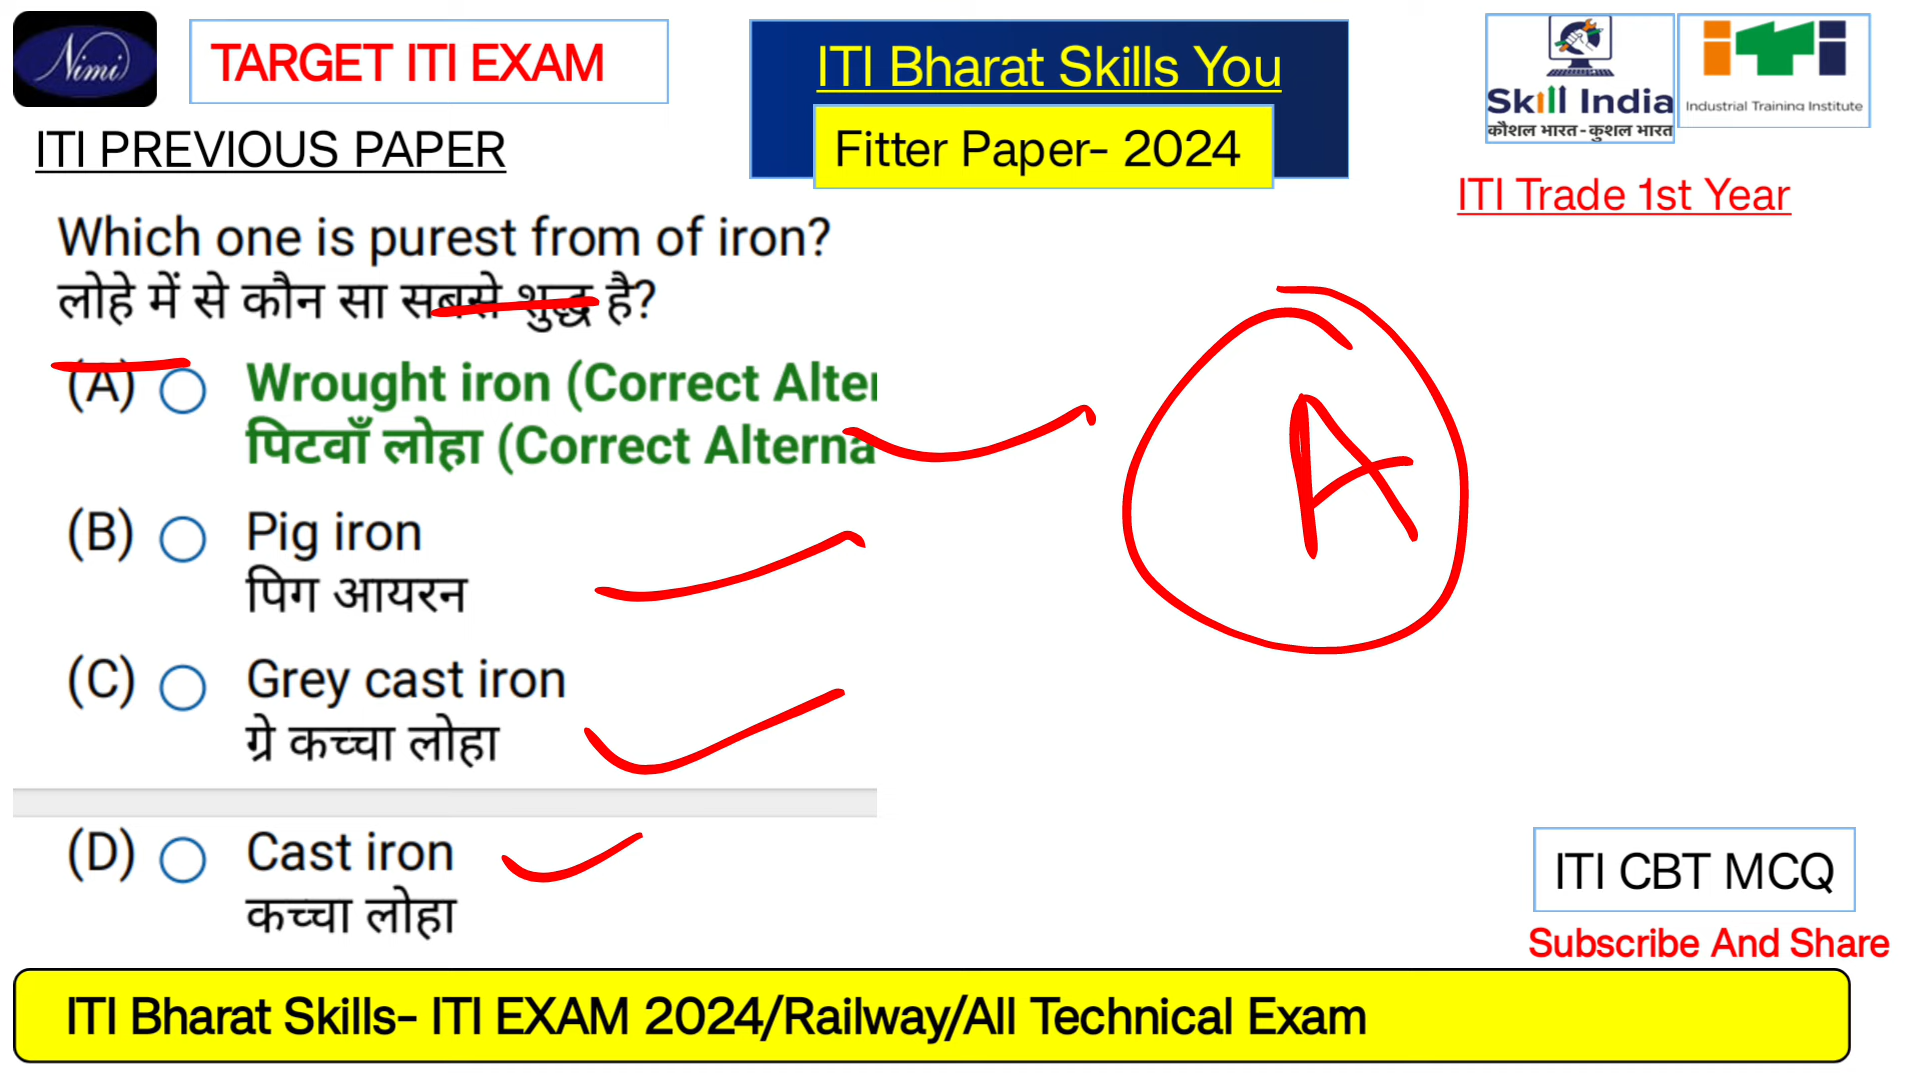 Nimi
TARGET ITI EXAM
ITI Bharat Skills You
Skill India
कौशल भारत-कुशल भारत
Industrial Training Institute
ITI PREVIOUS PAPER
Fitter Paper- 2024
ITI Trade 1st Year
Which one is purest from of iron?
लोहे में से कौन सा सबसे शुद्ध है?
(A) Wrought iron (Correct Alter
पिटवाँ लोहा (Correct Alterna
A
(B) Pig iron
पिग आयरन
(C) Grey cast iron
ग्रे कच्चा लोहा
(D) Cast iron
कच्चा लोहा
ITI CBT MCQ
Subscribe And Share
ITI Bharat Skills- ITI EXAM 2024/Railway/All Technical Exam